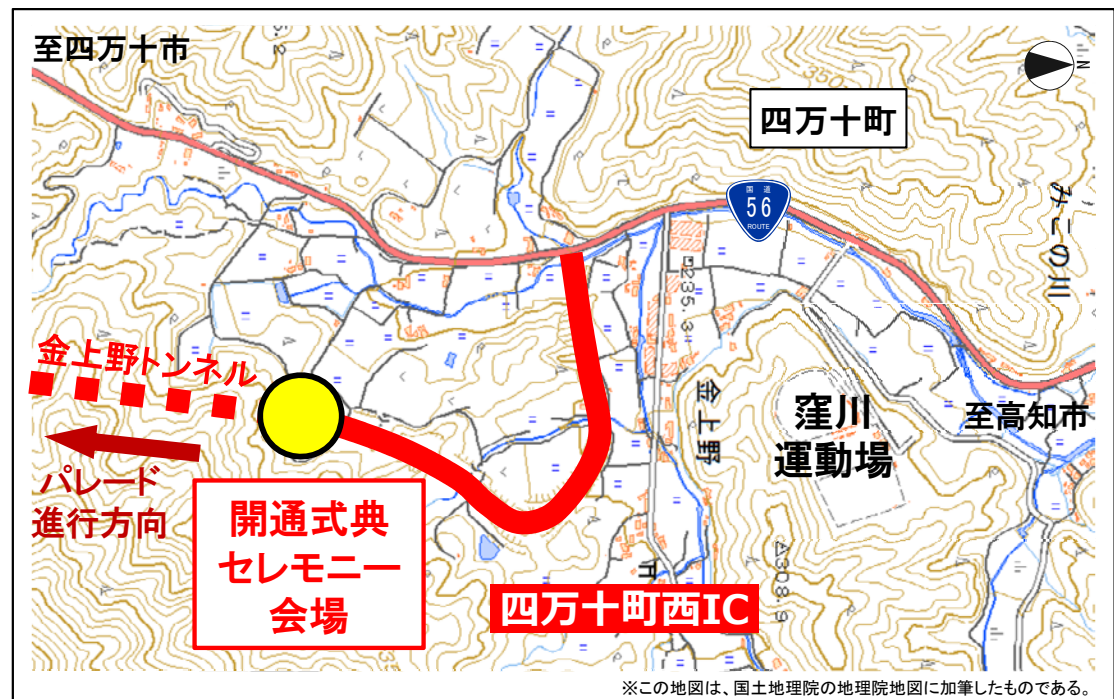 至四万十市
350
N
四万十町
国道
56
ROUTE
みこの川
235.3
金上野トンネル
金上野
窪川
運動場
至高知市
パレード
進行方向
開通式典
セレモニー
会場
四万十町西IC
308.9
350
※この地図は、国土地理院の地理院地図に加筆したものである。